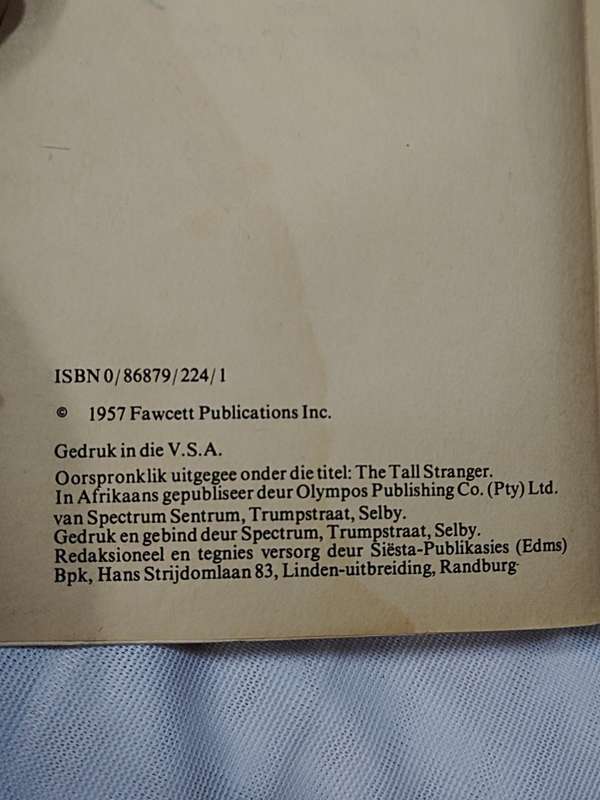 ISBN 0/86879/224/1
© 1957 Fawcett Publications Inc.
Gedruk in die V.S.A.
Oorspronklik uitgegee onder die titel: The Tall Stranger.
In Afrikaans gepubliseer deur Olympos Publishing Co. (Pty) Ltd.
van Spectrum Sentrum, Trumpstraat, Selby.
Gedruk en gebind deur Spectrum, Trumpstraat, Selby.
Redaksioneel en tegnies versorg deur Siësta-Publikasies (Edms)
Bpk, Hans Strijdomlaan 83, Linden-uitbreiding, Randburg